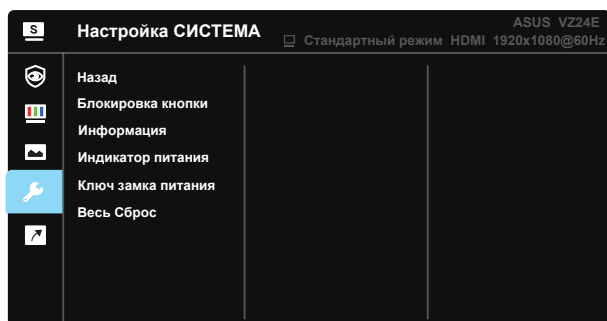 S
Настройка СИСТЕМА
ASUS VZ24E
Стандартный режим HDMI 1920x1080@60Hz
Назад
Блокировка кнопки
Информация
Индикатор питания
Ключ замка питания
Весь Сброс